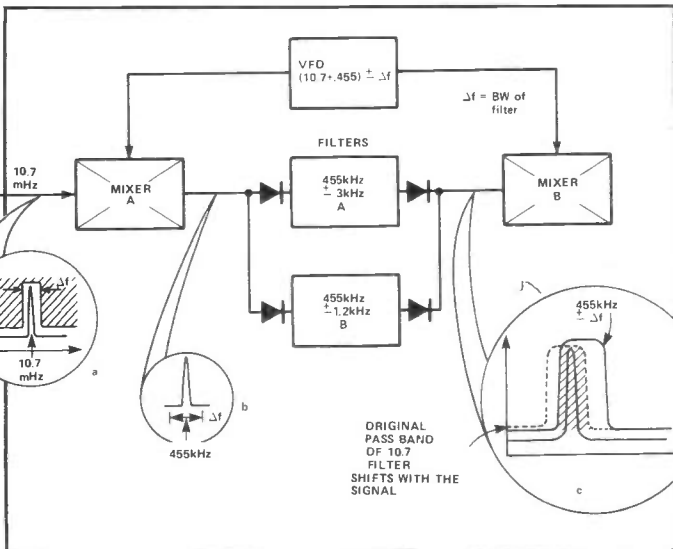 VFD
(10.7+.455) ± Δf
Δf = BW of
filter
FILTERS
10.7
mHz
MIXER
A
455kHz
± 3kHz
A
MIXER
B
455kHz
±1.2kHz
B
Δf
10.7
mHz
a
b
Δf
455kHz
455kHz
± Δf
ORIGINAL
PASS BAND
OF 10.7
FILTER
SHIFTS WITH THE
SIGNAL
c